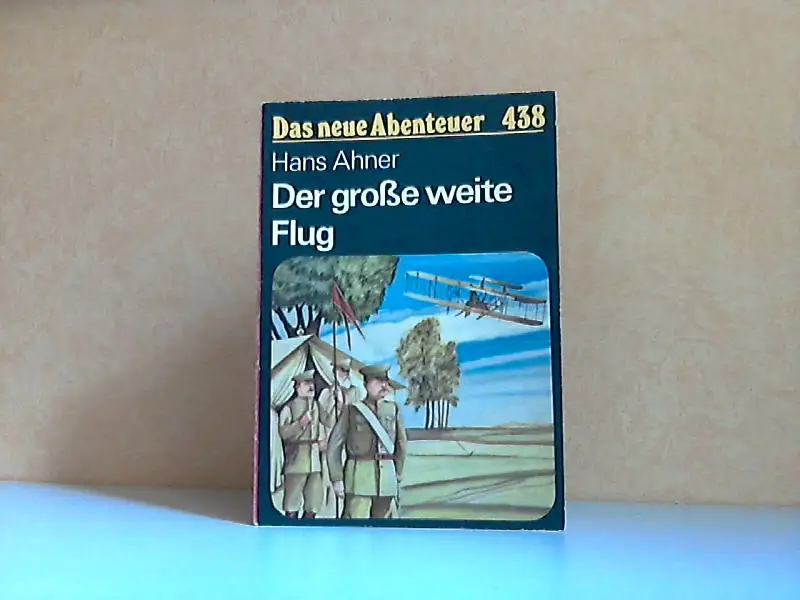 Das neue Abenteuer 438
Hans Ahner
Der große weite
Flug